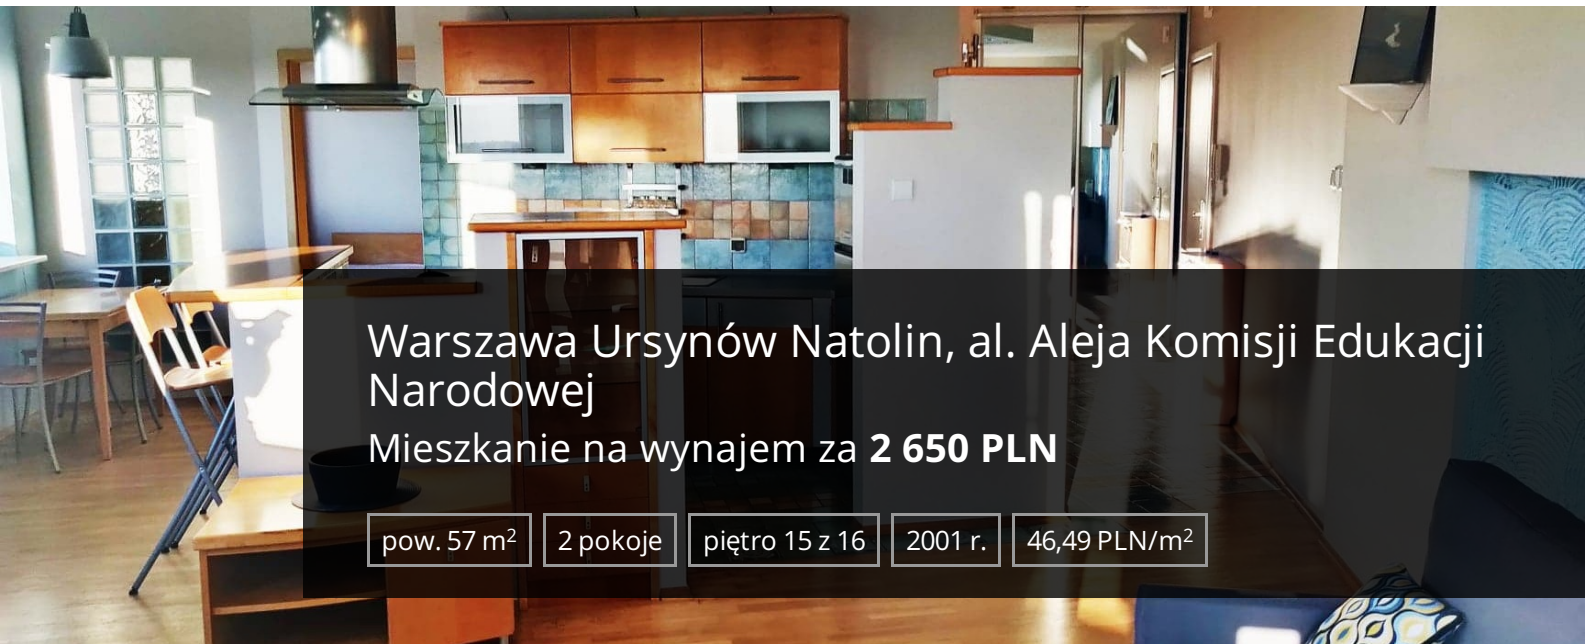 Warszawa Ursynów Natolin, al. Aleja Komisji Edukacji
Narodowej
Mieszkanie na wynajem za 2 650 PLN
pow. 57 m² 2 pokoje piętro 15 z 16 2001 r. 46,49 PLN/m²